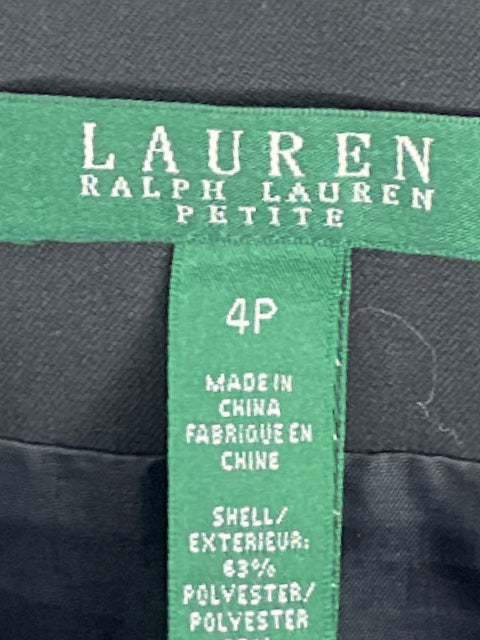 LAUREN
RALPH LAUREN
PETITE
4P
MADE IN
CHINA
FABRIQUE EN
CHINE
SHELL/
EXTERIEUR:
63%
POLYESTER/
POLYESTER